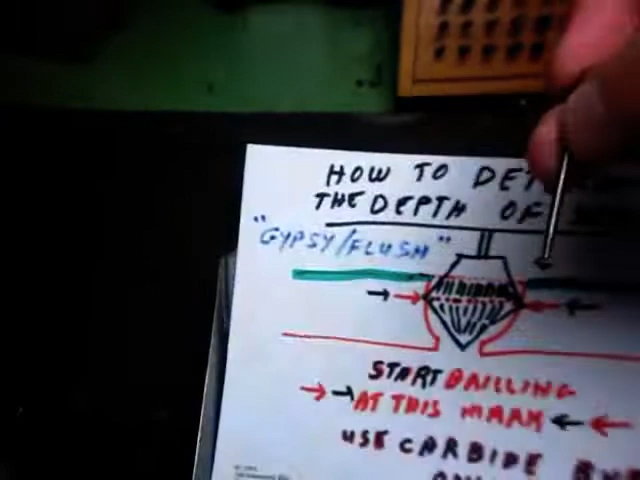 HOW TO DET
THE DEPTH OF
"GYPSY/FLUSH"
START DRILLING
AT THIS MARK
USE CARBIDE